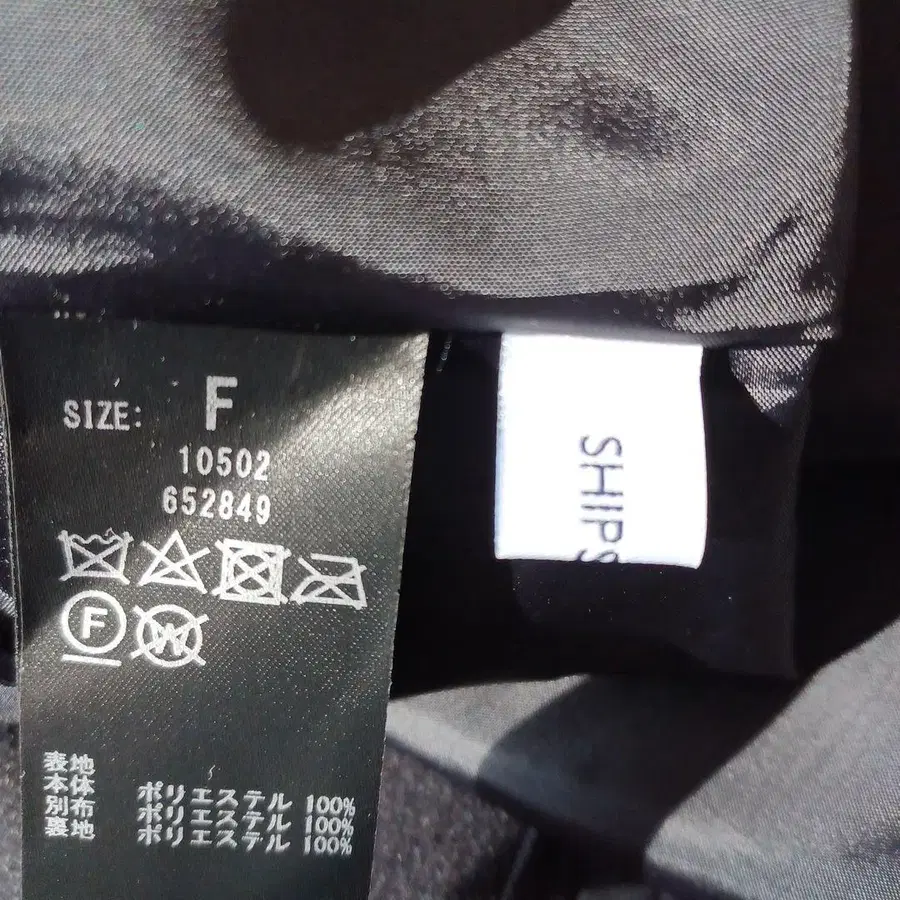 SIZE: F
10502
652849
F
W
表地
本体 ポリエステル 100%
別布 ポリエステル 100%
裏地 ポリエステル 100%
SHIPS